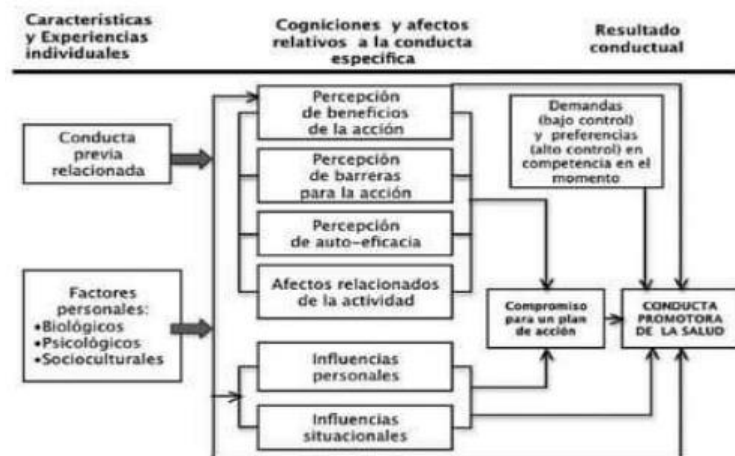 Características
y Experiencias
individuales
Cogniciones y afectos
relativos a la conducta
especifica
Resultado
conductual
Conducta
previa
relacionada
Factores
personales:
•Biológicos
•Psicológicos
•Socioculturales
Percepción
de beneficios
de la acción
Percepción
de barreras
para la acción
Percepción
de auto-eficacia
Afectos relacionados
de la actividad
Influencias
personales
Influencias
situacionales
Demandas
(bajo control)
y preferencias
(alto control) en
competencia en el
momento
Compromiso
para un plan
de acción
CONDUCTA
PROMOTORA
DE LA SALUD